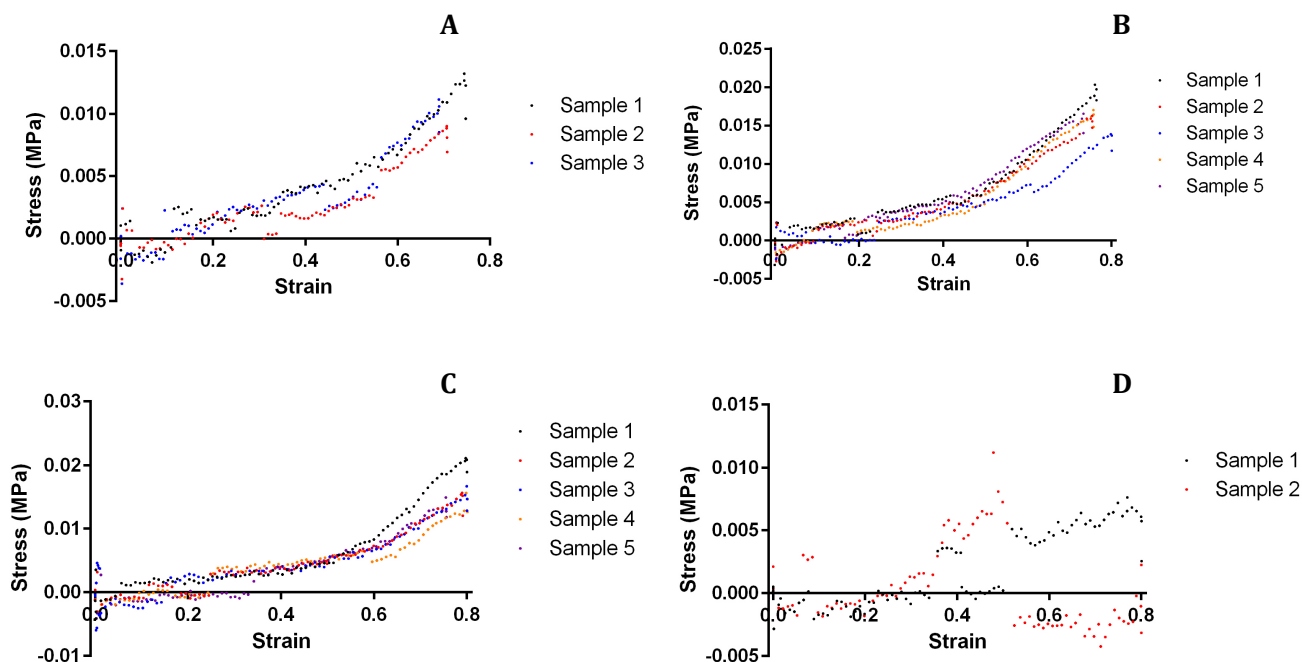 A
0.015
0.010
0.005
0.000
-0.005
Stress (MPa)
0.0 0.2 0.4 0.6 0.8
Strain
Sample 1
Sample 2
Sample 3
B
0.025
0.020
0.015
0.010
0.005
0.000
-0.005
Stress (MPa)
0.0 0.2 0.4 0.6 0.8
Strain
Sample 1
Sample 2
Sample 3
Sample 4
Sample 5
C
0.03
0.02
0.01
0.00
-0.01
Stress (MPa)
0.0 0.2 0.4 0.6 0.8
Strain
Sample 1
Sample 2
Sample 3
Sample 4
Sample 5
D
0.015
0.010
0.005
0.000
-0.005
Stress (MPa)
0.0 0.2 0.4 0.6 0.8
Strain
Sample 1
Sample 2